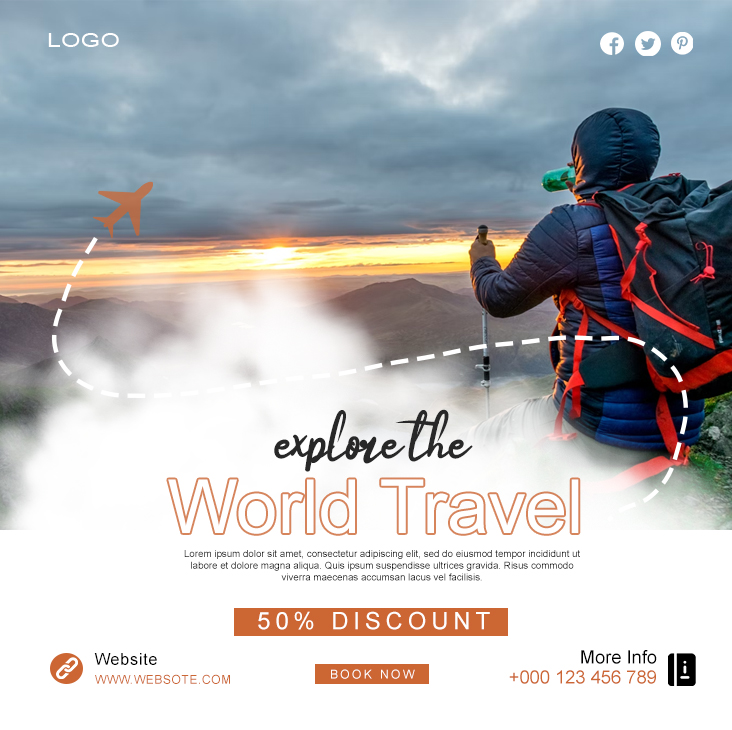 LOGO
explore the
World Travel
Lorem ipsum dolor sit amet, consectetur adipiscing elit, sed do eiusmod tempor incididunt ut
labore et dolore magna aliqua. Quis ipsum suspendisse ultrices gravida. Risus commodo
viverra maecenas accumsan lacus vel facilisis.
50% DISCOUNT
Website
WWW.WEBSOTE.COM
BOOK NOW
More Info
+000 123 456 789